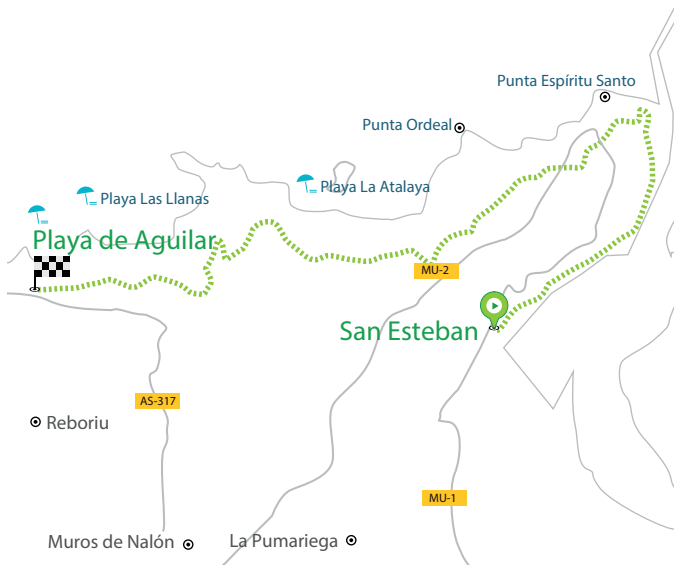 Punta Espíritu Santo
Punta Ordeal
Playa La Atalaya
Playa Las Llanas
Playa de Aguilar
MU-2
San Esteban
AS-317
Reboriu
MU-1
Muros de Nalón
La Pumariega